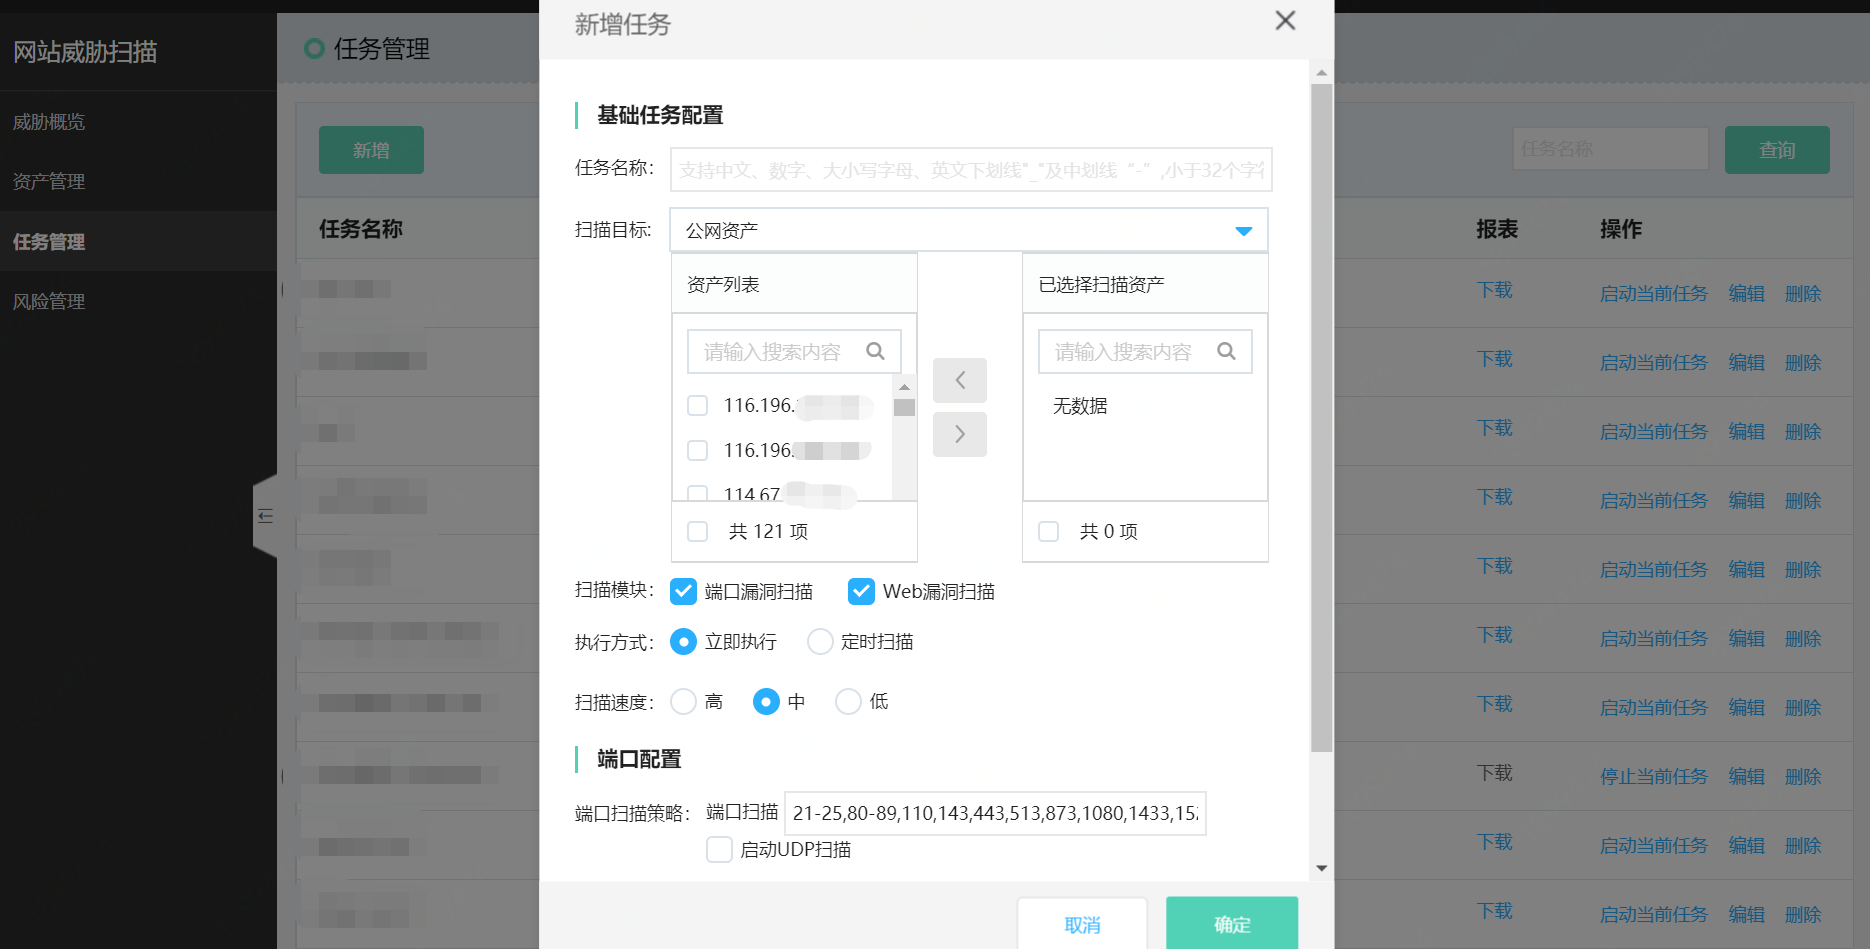 网站威胁扫描
威胁概览
资产管理
任务管理
风险管理
任务管理
新增
任务名称
查询
任务名称
报表
操作
下载 启动当前任务 编辑 删除
下载 启动当前任务 编辑 删除
下载 启动当前任务 编辑 删除
下载 启动当前任务 编辑 删除
下载 启动当前任务 编辑 删除
下载 启动当前任务 编辑 删除
下载 启动当前任务 编辑 删除
下载 停止当前任务 编辑 删除
下载 启动当前任务 编辑 删除
下载 启动当前任务 编辑 删除
新增任务
基础任务配置
任务名称：
支持中文、数字、大小写字母、英文下划线"_"及中划线“-”,小于32个字
扫描目标:
公网资产
资产列表
请输入搜索内容
116.196.
116.196.
114.67
共 121 项
已选择扫描资产
请输入搜索内容
无数据
共 0 项
扫描模块： 端口漏洞扫描 Web漏洞扫描
执行方式： 立即执行 定时扫描
扫描速度： 高 中 低
端口配置
端口扫描策略： 端口扫描 21-25,80-89,110,143,443,513,873,1080,1433,15
启动UDP扫描
取消
确定